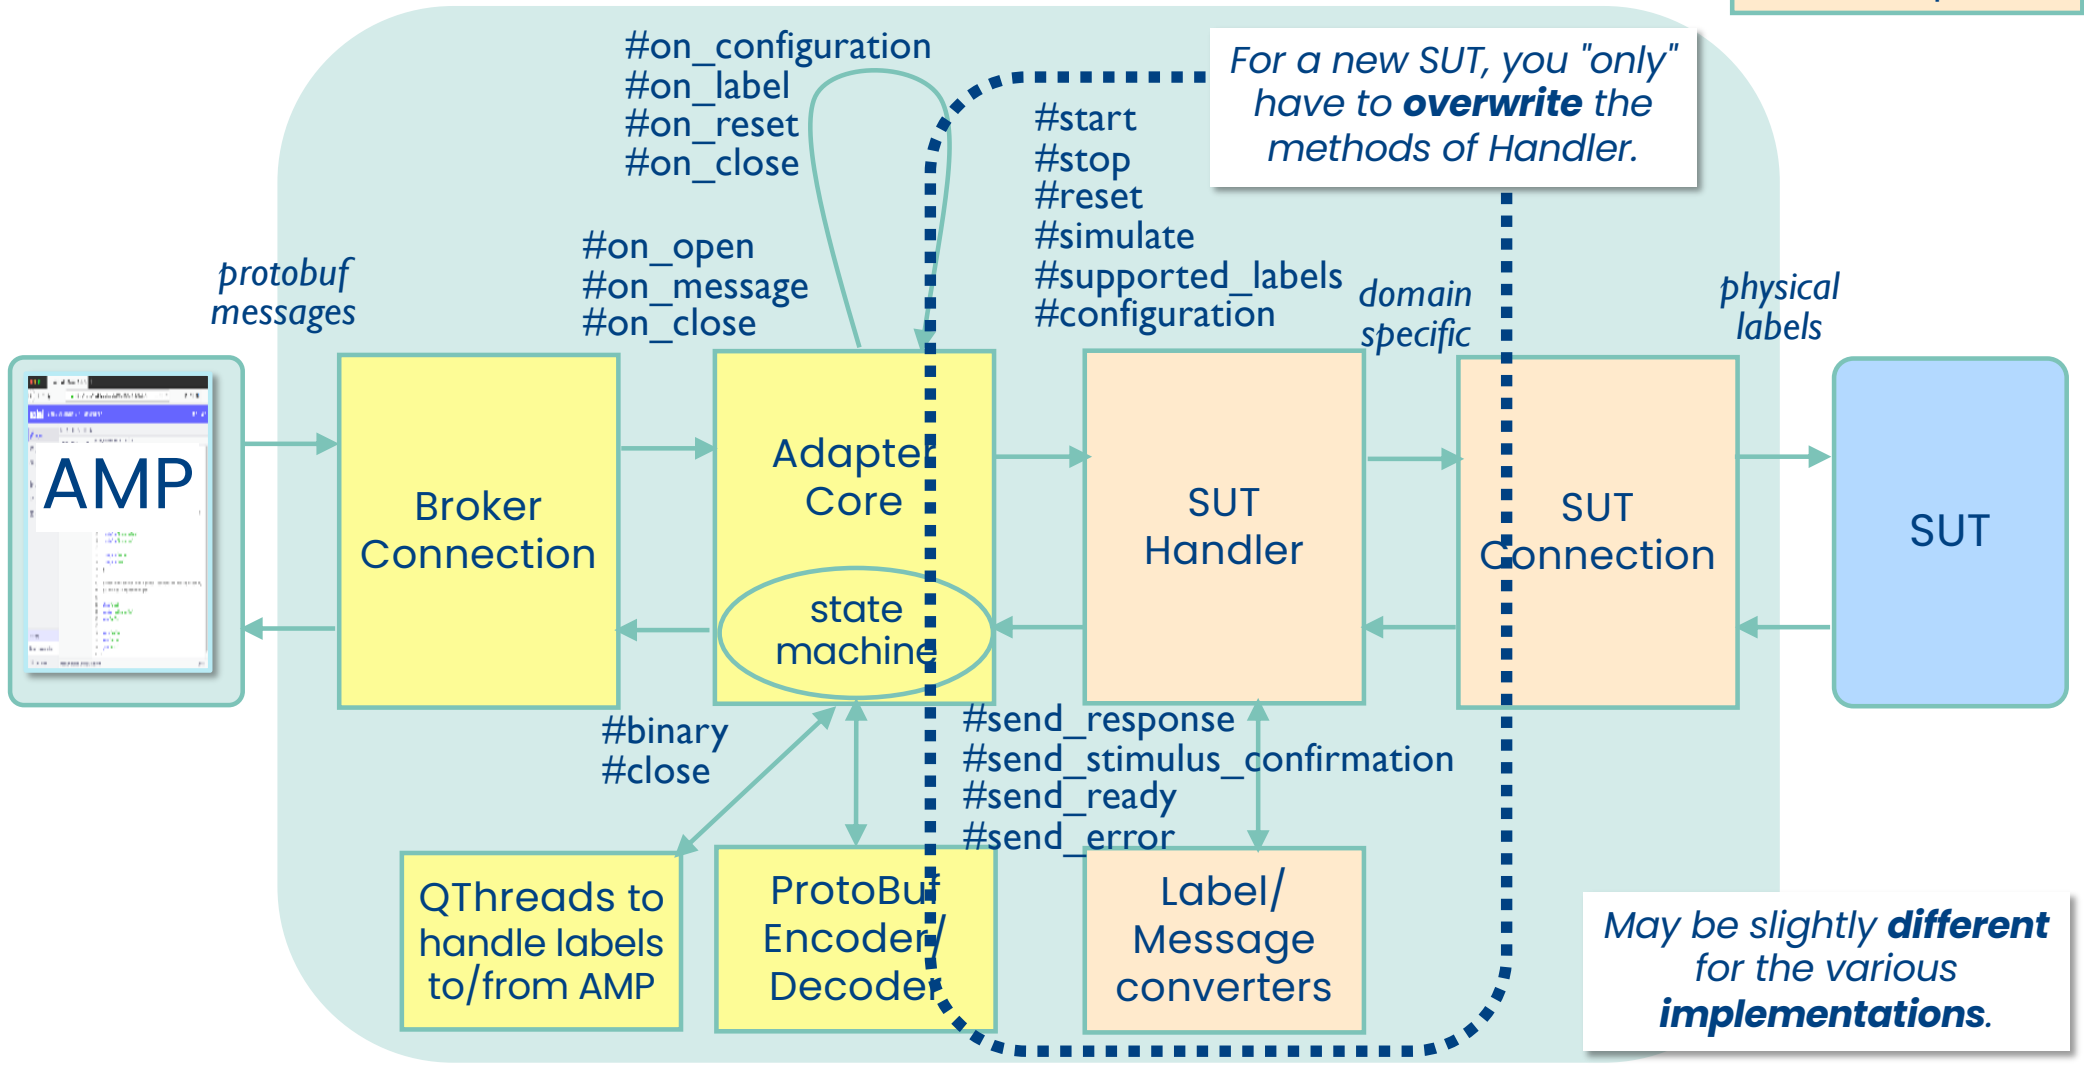 #on_configuration
#on_label
#on_reset
#on_close
For a new SUT, you "only"
have to overwrite the
methods of Handler.
#start
#stop
#reset
#simulate
#supported_labels
#configuration
#on_open
#on_message
#on_close
protobuf
messages
domain
specific
physical
labels
AMP
Broker
Connection
Adapter
Core
state
machine
SUT
Handler
SUT
Connection
SUT
#binary
#close
#send_response
#send_stimulus_confirmation
#send_ready
#send_error
QThreads to
handle labels
to/from AMP
ProtoBuf
Encoder/
Decoder
Label/
Message
converters
May be slightly different
for the various
implementations.